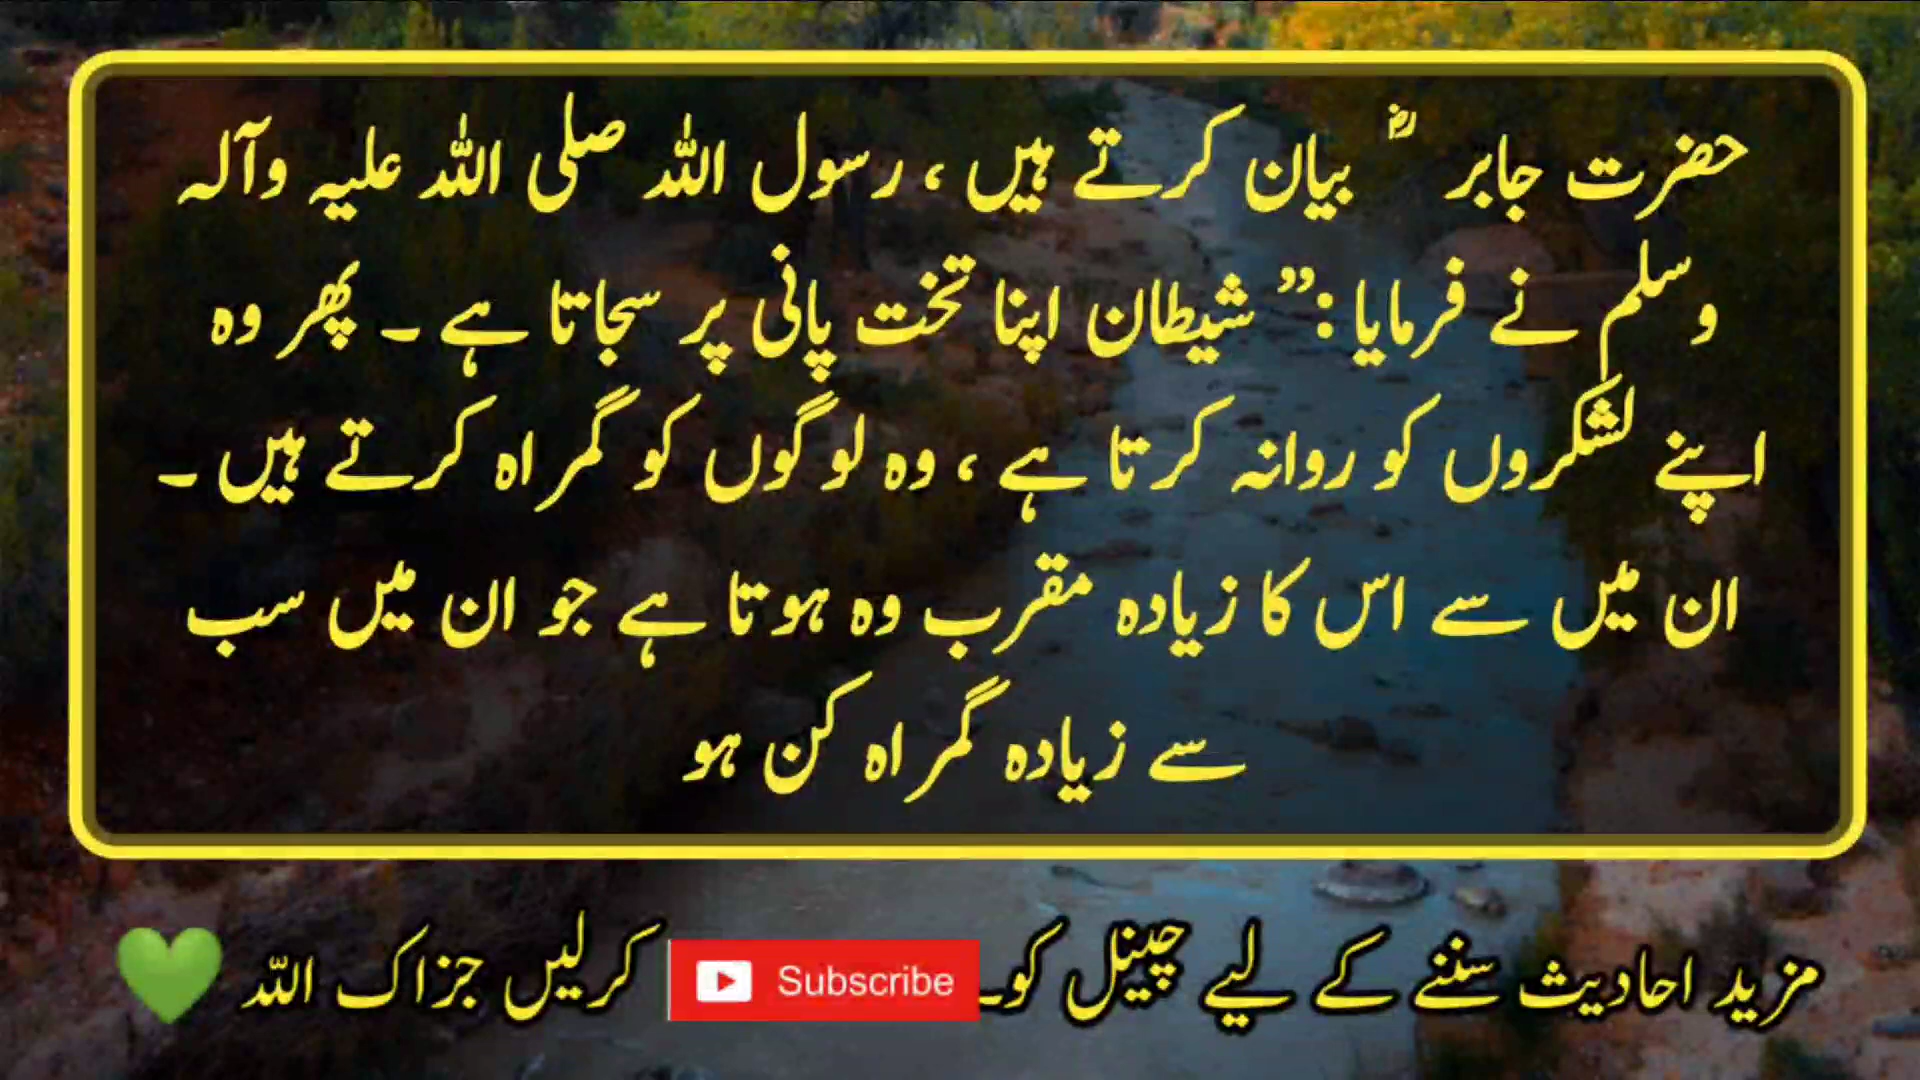 حضرت جابر ؓ بیان کرتے ہیں ، رسول اللہ صلی اللہ علیہ وآلہ
وسلم نے فرمایا :” شیطان اپنا تخت پانی پر سجاتا ہے ۔ پھر وہ
اپنے لشکروں کو روانہ کرتا ہے ، وہ لوگوں کو گمراہ کرتے ہیں ۔
ان میں سے اس کا زیادہ مقرب وہ ہوتا ہے جو ان میں سب
سے زیادہ گمراہ کن ہو
مزید احادیث سننے کے لیے چینل کو۔ Subscribe کرلیں جزاک اللہ 💚